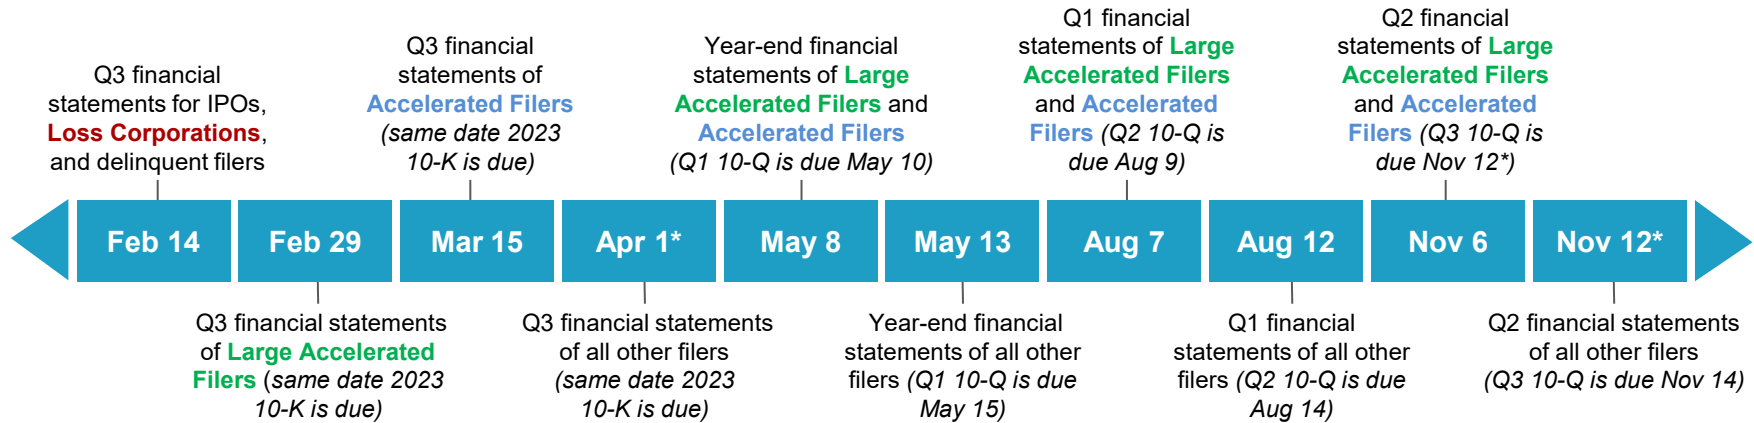 Q3 financial
statements for IPOs,
Loss Corporations,
and delinquent filers
Q3 financial
statements of
Accelerated Filers
(same date 2023
10-K is due)
Year-end financial
statements of Large
Accelerated Filers and
Accelerated Filers
(Q1 10-Q is due May 10)
Q1 financial
statements of Large
Accelerated Filers
and Accelerated
Filers (Q2 10-Q is
due Aug 9)
Q2 financial
statements of Large
Accelerated Filers
and Accelerated
Filers (Q3 10-Q is
due Nov 12*)
Feb 14
Feb 29
Mar 15
Apr 1*
May 8
May 13
Aug 7
Aug 12
Nov 6
Nov 12*
Q3 financial statements
of Large Accelerated
Filers (same date 2023
10-K is due)
Q3 financial statements
of all other filers
(same date 2023
10-K is due)
Year-end financial
statements of all other
filers (Q1 10-Q is due
May 15)
Q1 financial
statements of all other
filers (Q2 10-Q is due
Aug 14)
Q2 financial statements
of all other filers
(Q3 10-Q is due Nov 14)